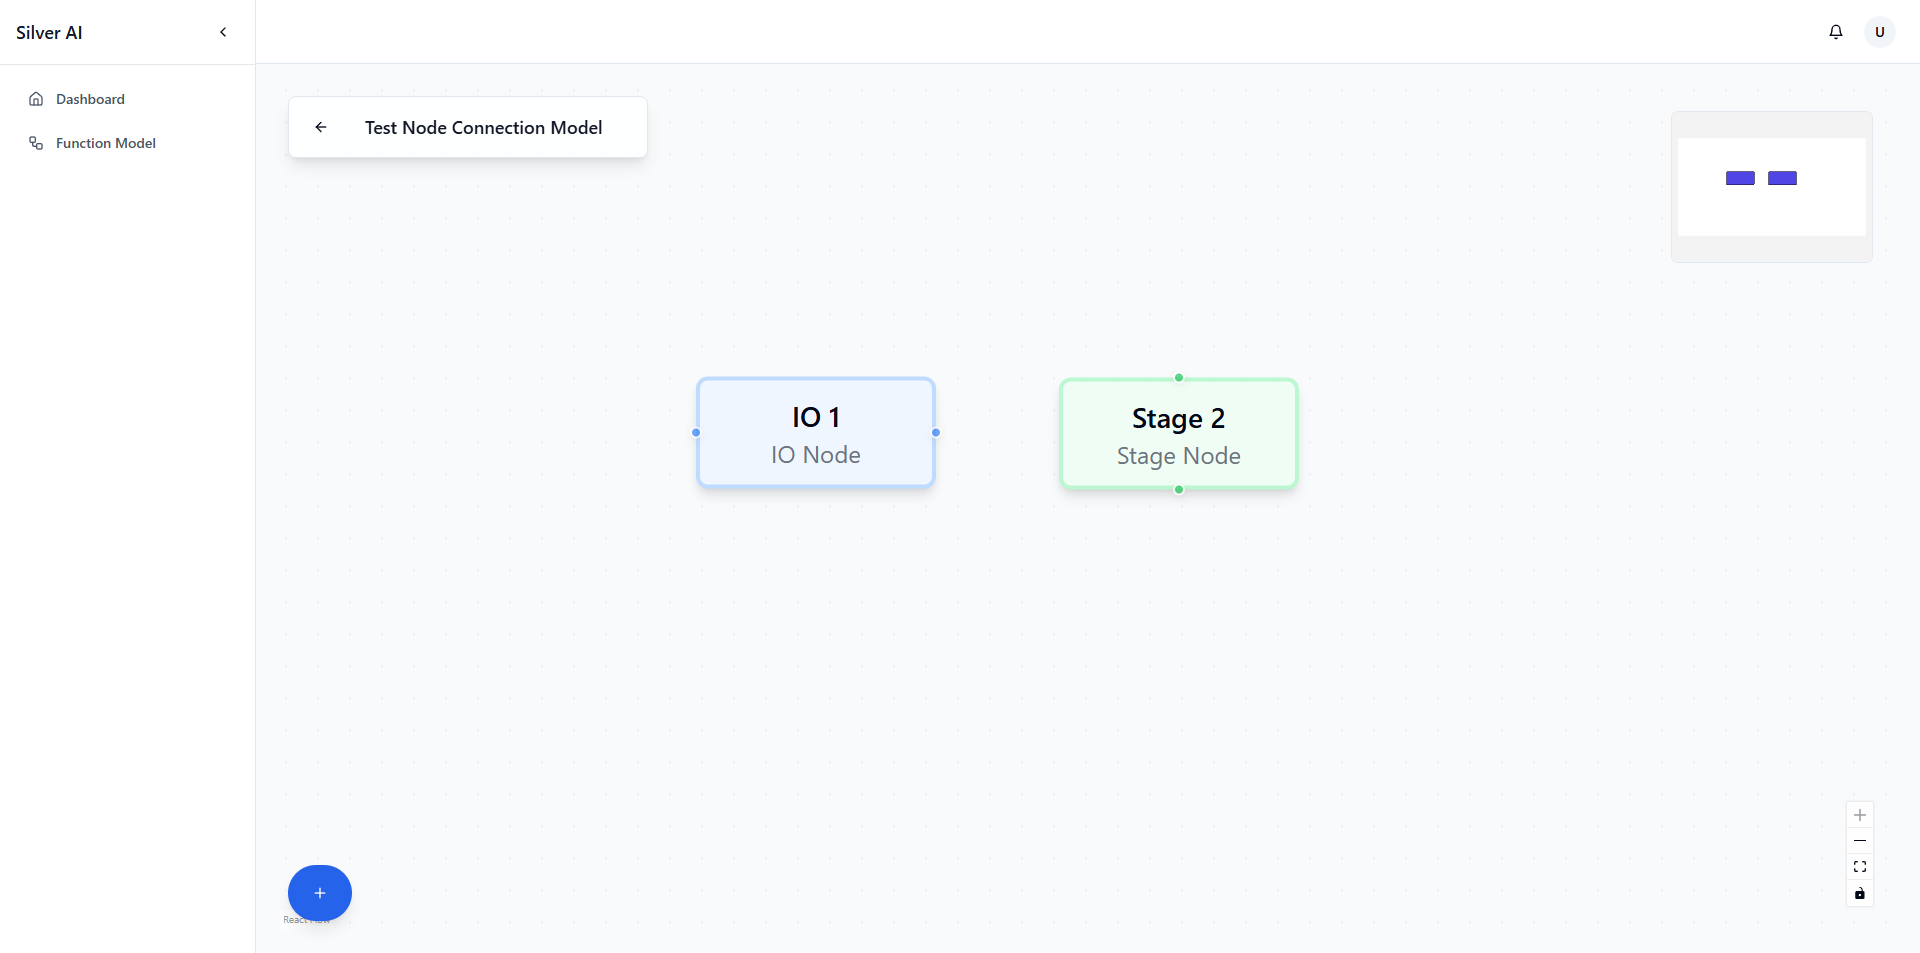 Silver AI
U
Dashboard
Function Model
Test Node Connection Model
IO 1
IO Node
Stage 2
Stage Node
React Flow